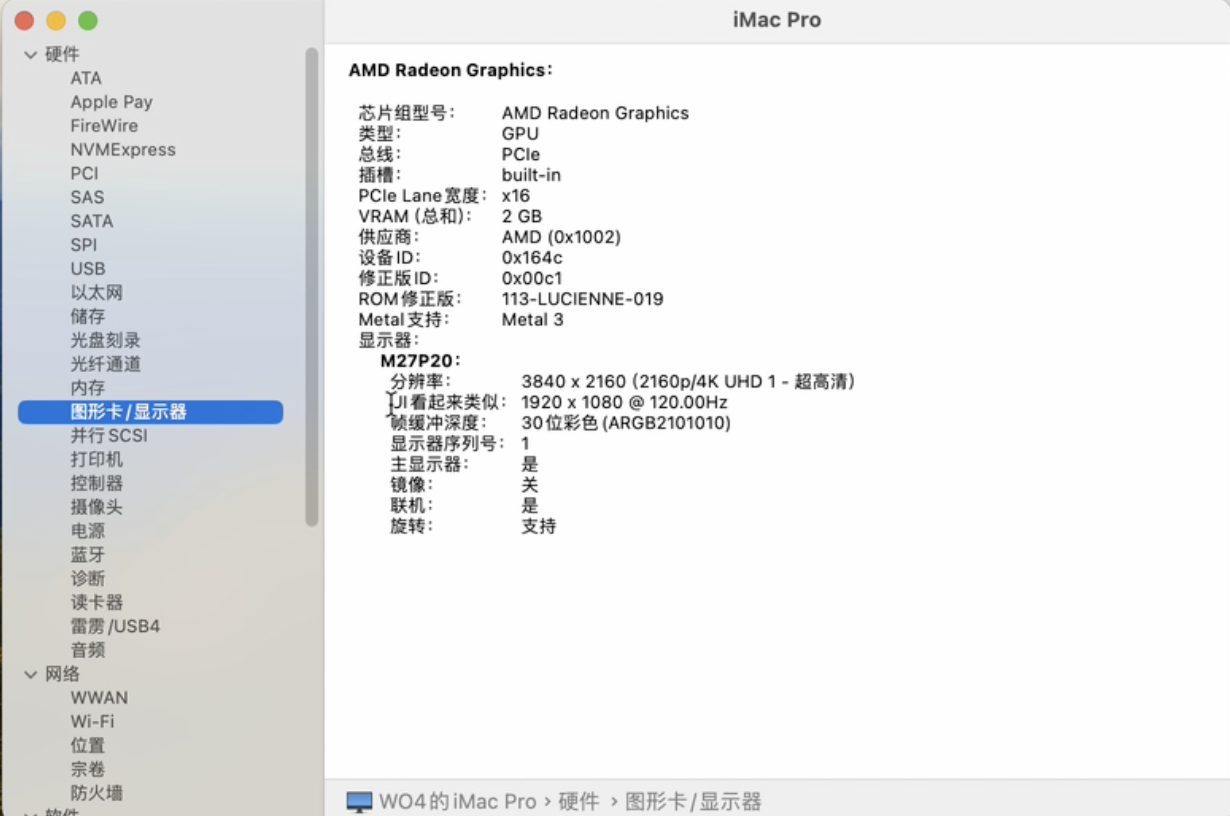 iMac Pro
硬件
ATA
Apple Pay
FireWire
NVMExpress
PCI
SAS
SATA
SPI
USB
以太网
储存
光盘刻录
光纤通道
内存
图形卡/显示器
并行SCSI
打印机
控制器
摄像头
电源
蓝牙
诊断
读卡器
雷雳/USB4
音频
网络
WWAN
Wi-Fi
位置
宗卷
防火墙
软件
AMD Radeon Graphics:
芯片组型号: AMD Radeon Graphics
类型: GPU
总线: PCIe
插槽: built-in
PCIe Lane宽度: x16
VRAM (总和): 2 GB
供应商: AMD (0x1002)
设备ID: 0x164c
修正版ID: 0x00c1
ROM修正版: 113-LUCIENNE-019
Metal支持: Metal 3
显示器:
M27P20:
分辨率: 3840 x 2160 (2160p/4K UHD 1 - 超高清)
UI看起来类似: 1920 x 1080 @ 120.00Hz
帧缓冲深度: 30位彩色 (ARGB2101010)
显示器序列号: 1
主显示器: 是
镜像: 关
联机: 是
旋转: 支持
WO4的iMac Pro › 硬件 › 图形卡/显示器